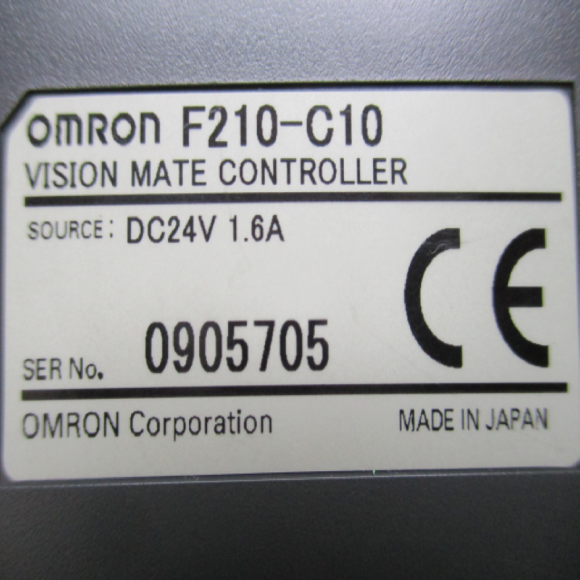 OMRON F210-C10
VISION MATE CONTROLLER
SOURCE: DC24V 1.6A
CE
SER No. 0905705
OMRON Corporation MADE IN JAPAN